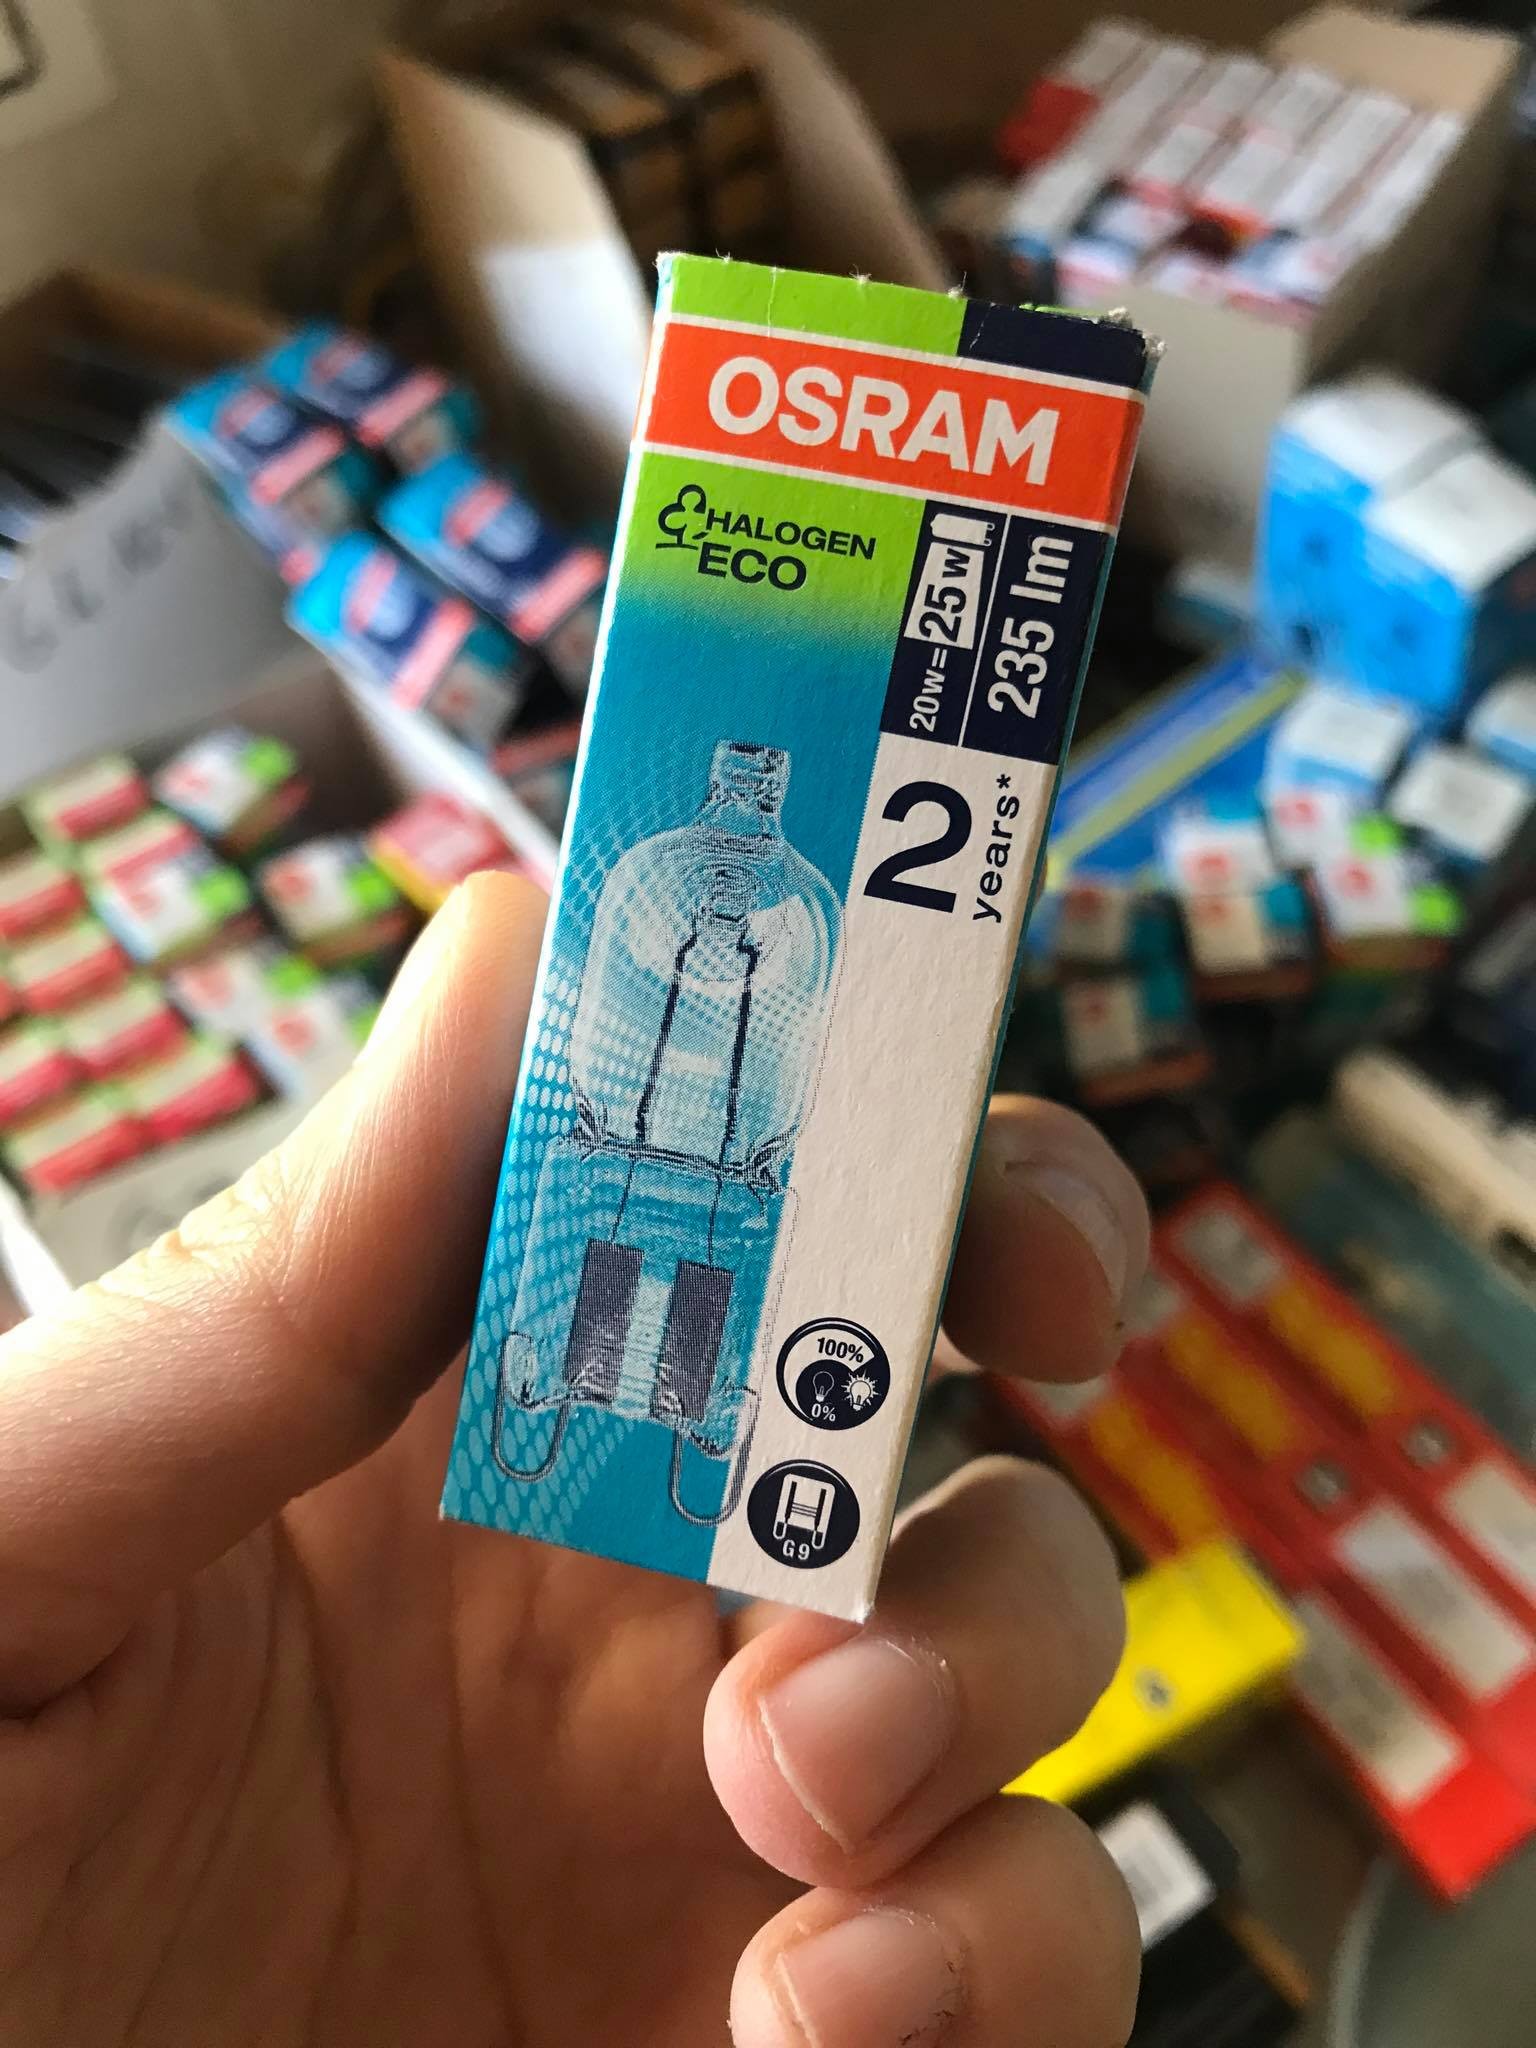 OSRAM
HALOGEN
ECO
20w=25w
235 lm
2
years*
100%
0%
G9